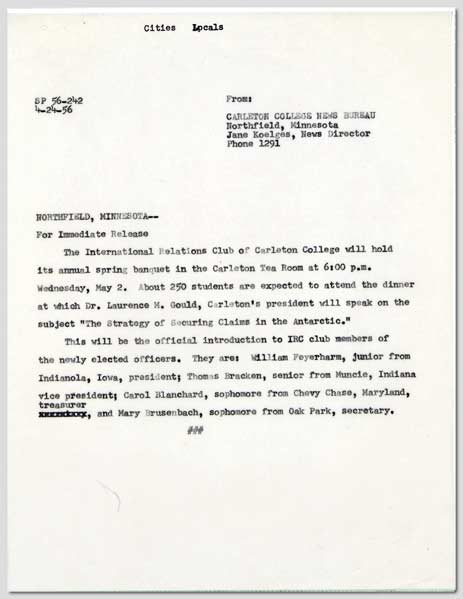 Cities Locals
SP 56-242
4-24-56
From:
CARLETON COLLEGE NEWS BUREAU
Northfield, Minnesota
Jane Koelges, News Director
Phone 1291
NORTHFIELD, MINNESOTA--
For Immediate Release
The International Relations Club of Carleton College will hold
its annual spring banquet in the Carleton Tea Room at 6:00 p.m.
Wednesday, May 2. About 250 students are expected to attend the dinner
at which Dr. Laurence M. Gould, Carleton's president will speak on the
subject "The Strategy of Securing Claims in the Antarctic."
This will be the official introduction to IRC club members of
the newly elected officers. They are: William Feyerharm, junior from
Indianola, Iowa, president; Thomas Bracken, senior from Muncie, Indiana
vice president; Carol Blanchard, sophomore from Chevy Chase, Maryland,
treasurer
, and Mary Brusenbach, sophomore from Oak Park, secretary.
###